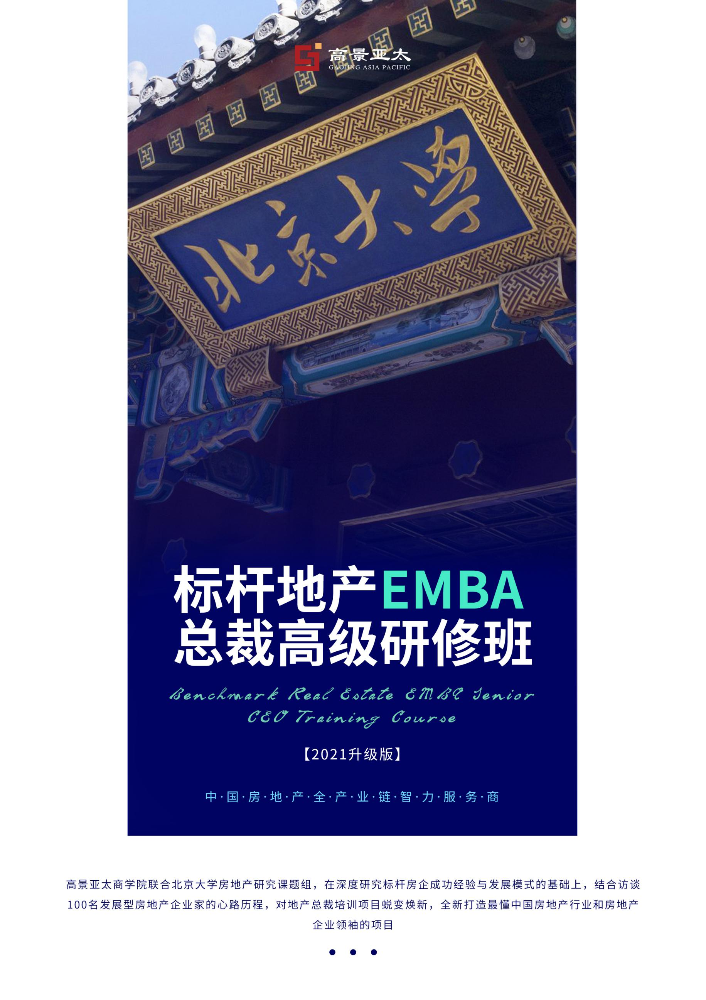 高景亚太
GAOJING ASIA PACIFIC
北京大学
标杆地产EMBA
总裁高级研修班
Benchmark Real Estate EMBA Senior
CEO Training Course
【2021升级版】
中·国·房·地·产·全·产·业·链·智·力·服·务·商
高景亚太商学院联合北京大学房地产研究课题组，在深度研究标杆房企成功经验与发展模式的基础上，结合访谈
100名发展型房地产企业家的心路历程，对地产总裁培训项目蜕变焕新，全新打造最懂中国房地产行业和房地产
企业领袖的项目